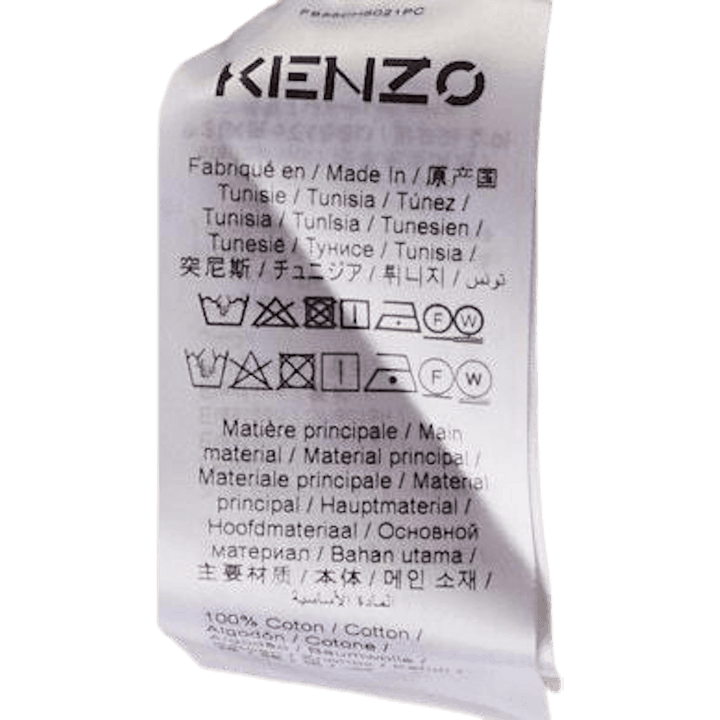 KENZO
Fabriqué en / Made In / 原产国
Tunisie / Tunisia / Túnez /
Tunisia / Tunísia / Tunesien /
Tunesië / Тунисе / Tunisia /
突尼斯 / チュニジア / 튀니지 / تونس
F W
F W
Matière principale / Main
material / Material principal /
Materiale principale / Material
principal / Hauptmaterial /
Hoofdmateriaal / Основной
материал / Bahan utama /
主要材质 / 本体 / 메인 소재 /
المادة الأساسية
100% Coton / Cotton /
Algodón / Cotone /